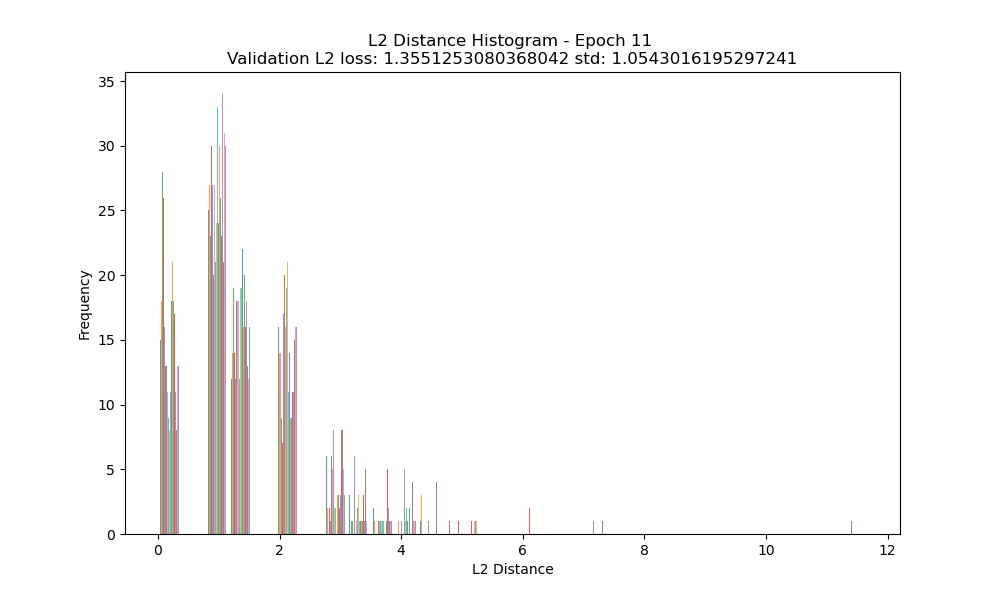 L2 Distance Histogram - Epoch 11
Validation L2 loss: 1.3551253080368042 std: 1.0543016195297241
35
30
25
20
15
10
5
0
Frequency
0 2 4 6 8 10 12
L2 Distance